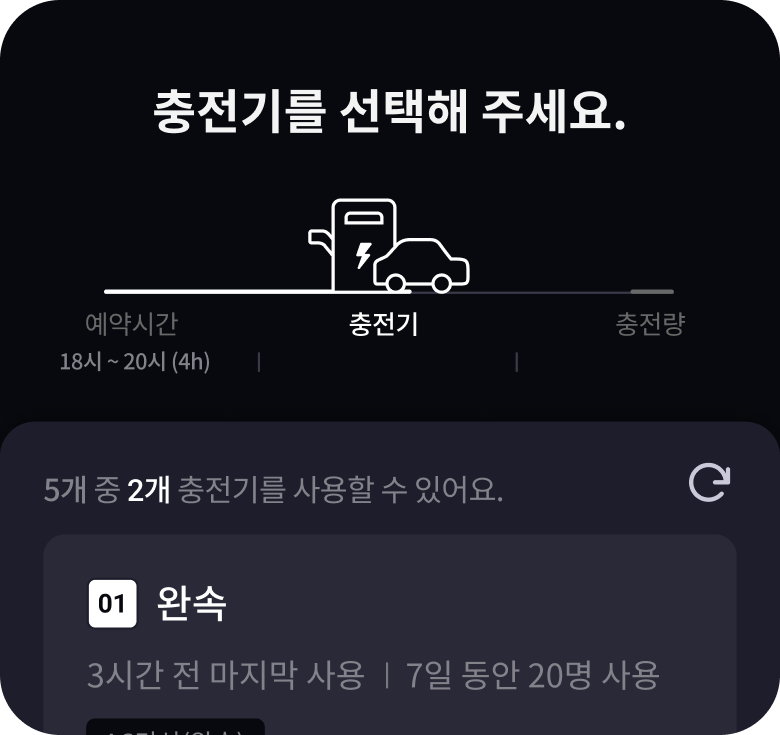 충전기를 선택해 주세요.
예약시간 충전기 충전량
18시 ~ 20시 (4h)
5개 중 2개 충전기를 사용할 수 있어요.
01 완속
3시간 전 마지막 사용 | 7일 동안 20명 사용